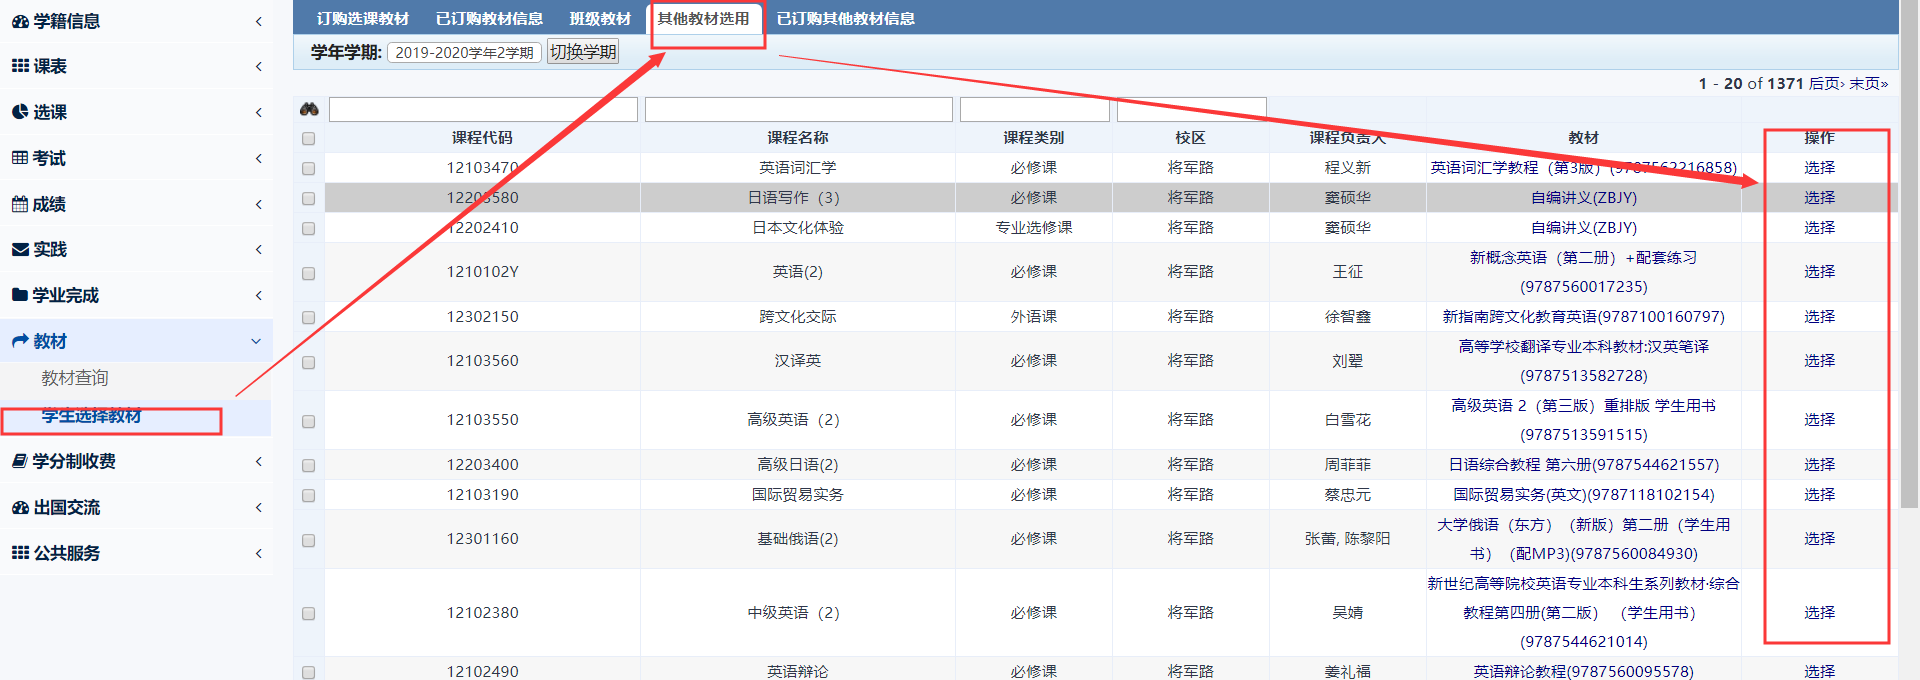 学籍信息
课表
选课
考试
成绩
实践
学业完成
教材
教材查询
学生选择教材
学分制收费
出国交流
公共服务
订购选课教材 已订购教材信息 班级教材 其他教材选用 已订购其他教材信息
学年学期: 2019-2020学年2学期 切换学期
1 - 20 of 1371 后页› 末页»
课程代码 课程名称 课程类别 校区 课程负责人 教材 操作
12103470 英语词汇学 必修课 将军路 程义新 英语词汇学教程（第3版）(9787562216858) 选择
12203580 日语写作（3） 必修课 将军路 窦硕华 自编讲义(ZBJY) 选择
12202410 日本文化体验 专业选修课 将军路 窦硕华 自编讲义(ZBJY) 选择
1210102Y 英语(2) 必修课 将军路 王征 新概念英语（第二册）+配套练习
(9787560017235) 选择
12302150 跨文化交际 外语课 将军路 徐智鑫 新指南跨文化教育英语(9787100160797) 选择
12103560 汉译英 必修课 将军路 刘翚 高等学校翻译专业本科教材:汉英笔译
(9787513582728) 选择
12103550 高级英语（2） 必修课 将军路 白雪花 高级英语 2（第三版）重排版 学生用书
(9787513591515) 选择
12203400 高级日语(2) 必修课 将军路 周菲菲 日语综合教程 第六册(9787544621557) 选择
12103190 国际贸易实务 必修课 将军路 蔡忠元 国际贸易实务(英文)(9787118102154) 选择
12301160 基础俄语(2) 必修课 将军路 张蕾, 陈黎阳 大学俄语（东方）（新版）第二册（学生用
书）（配MP3)(9787560084930) 选择
12102380 中级英语（2） 必修课 将军路 吴婧 新世纪高等院校英语专业本科生系列教材·综合
教程第四册(第二版）（学生用书）
(9787544621014) 选择
12102490 英语辩论 必修课 将军路 姜礼福 英语辩论教程(9787560095578) 选择